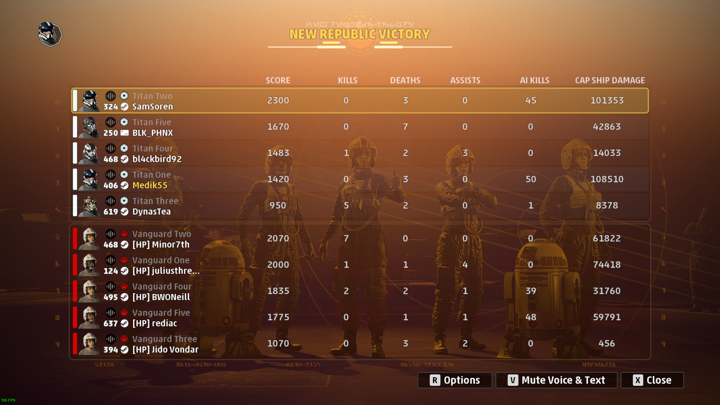 NEW REPUBLIC VICTORY
SCORE KILLS DEATHS ASSISTS AI KILLS CAP SHIP DAMAGE
Titan Two
324 SamSoren 2300 0 3 0 45 101353
Titan Five
250 BLK_PHNX 1670 0 7 0 0 42863
Titan Four
468 bl4ckbird92 1483 1 2 3 0 14033
Titan One
406 Medik55 1420 0 3 0 50 108510
Titan Three
619 DynasTea 950 5 2 0 1 8378
Vanguard Two
468 [HP] Minor7th 2070 7 0 0 0 61822
Vanguard One
124 [HP] juliusthre... 2000 1 1 4 0 74418
Vanguard Four
495 [HP] BWONeill 1835 2 2 1 39 31760
Vanguard Five
637 [HP] rediac 1775 0 1 1 48 59791
Vanguard Three
394 [HP] Jido Vondar 1070 0 3 2 0 456
R Options V Mute Voice & Text X Close